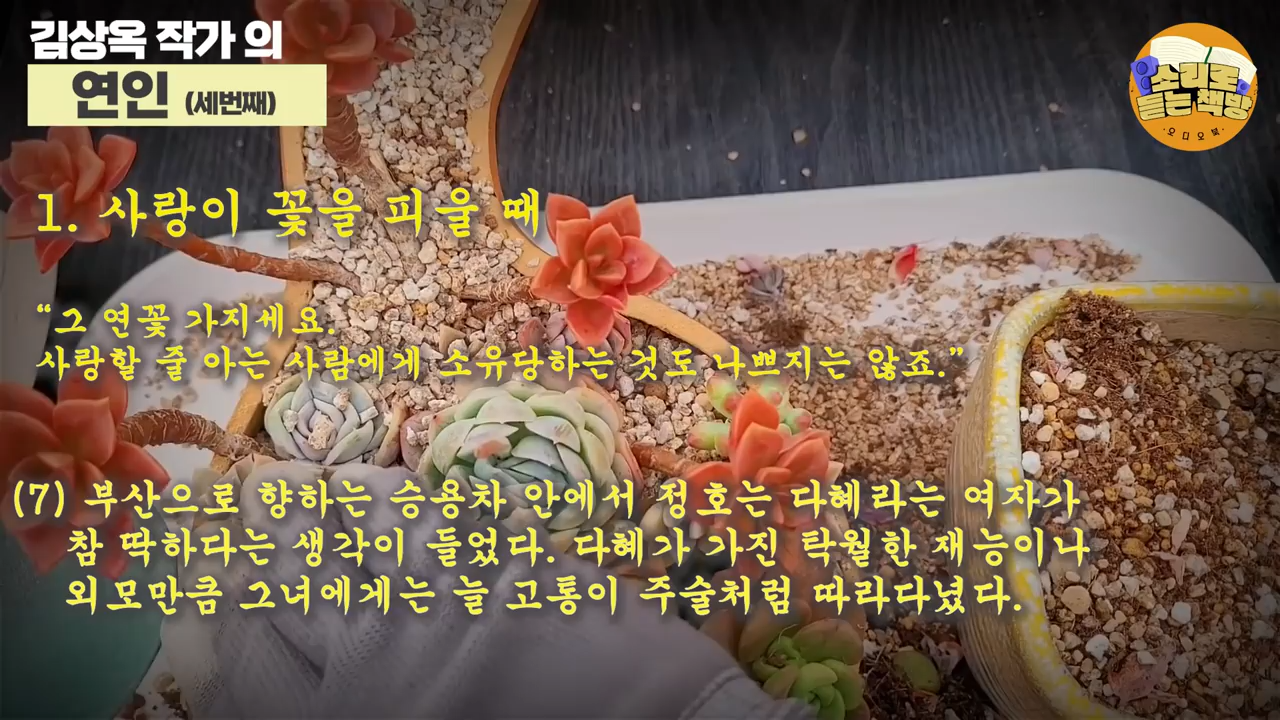 김상옥 작가 의
연인 (세번째)
소리로
듣는 책방
·오디오북·
1. 사랑이 꽃을 피울 때
“그 연꽃 가지세요.
사랑할 줄 아는 사람에게 소유당하는 것도 나쁘지는 않죠.”
(7) 부산으로 향하는 승용차 안에서 정호는 다혜라는 여자가
참 딱하다는 생각이 들었다. 다혜가 가진 탁월한 재능이나
외모만큼 그녀에게는 늘 고통이 주술처럼 따라다녔다.